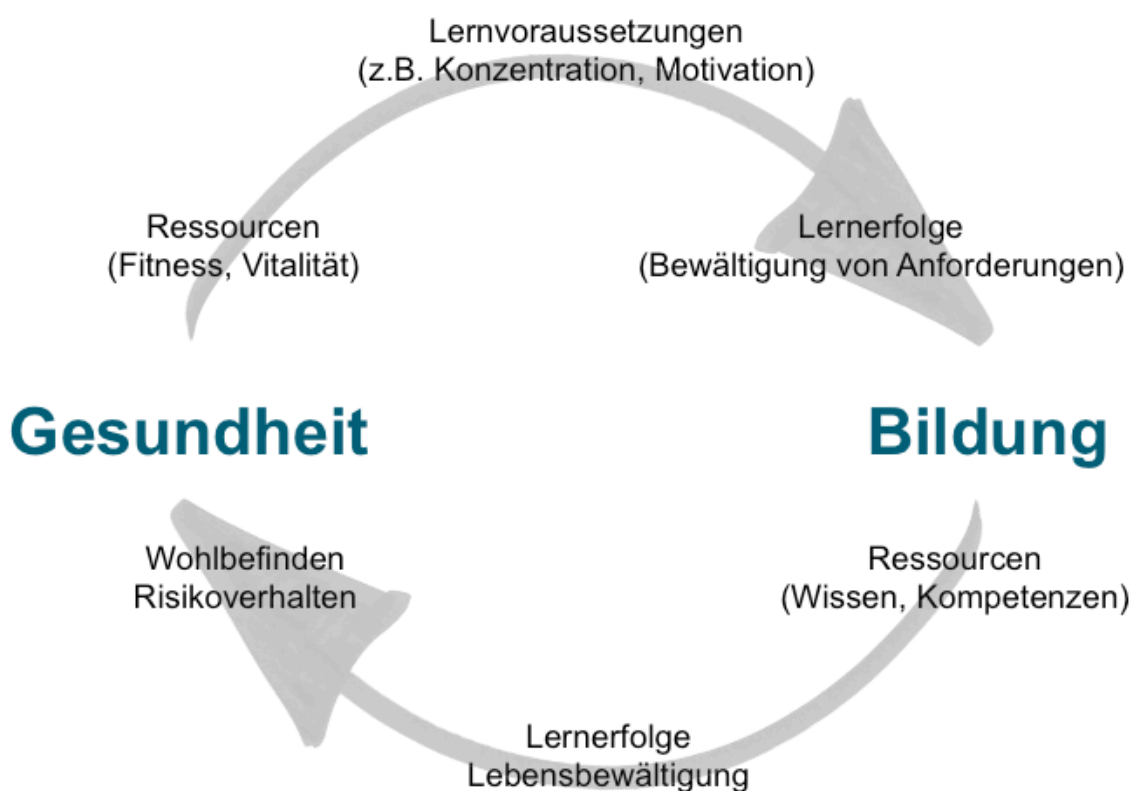 Lernvoraussetzungen
(z.B. Konzentration, Motivation)
Ressourcen
(Fitness, Vitalität)
Lernerfolge
(Bewältigung von Anforderungen)
Gesundheit
Bildung
Wohlbefinden
Risikoverhalten
Ressourcen
(Wissen, Kompetenzen)
Lernerfolge
Lebensbewältigung